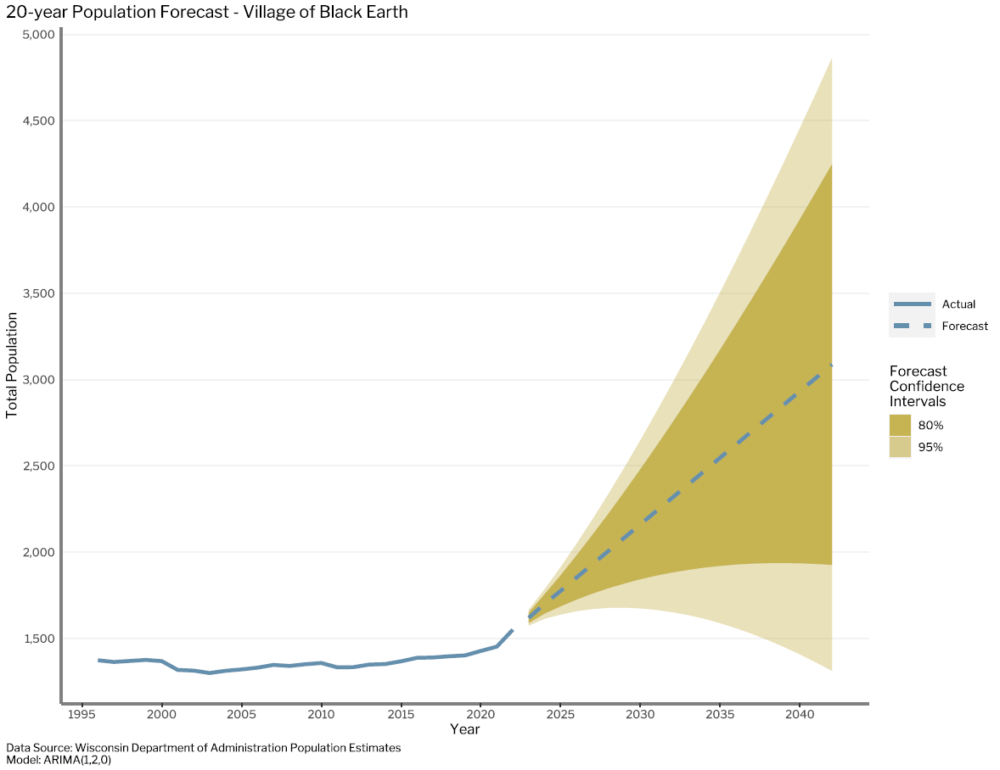 20-year Population Forecast - Village of Black Earth
5,000
4,500
4,000
3,500
3,000
2,500
2,000
1,500
Total Population
1995 2000 2005 2010 2015 2020 2025 2030 2035 2040
Year
Actual
Forecast
Forecast
Confidence
Intervals
80%
95%
Data Source: Wisconsin Department of Administration Population Estimates
Model: ARIMA(1,2,0)